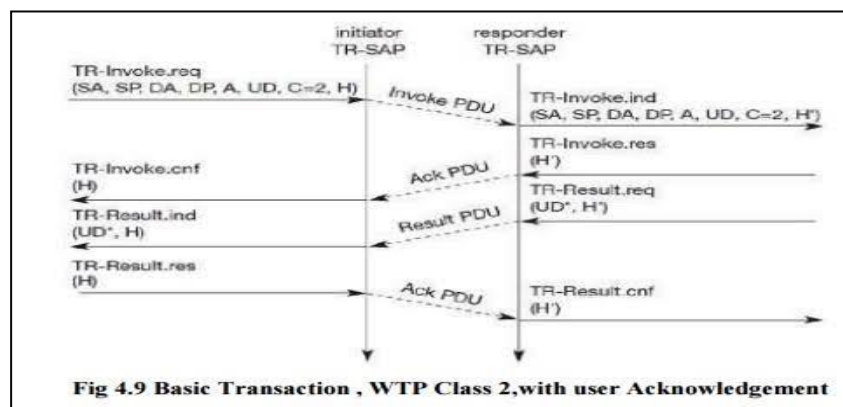 initiator
TR-SAP
responder
TR-SAP
TR-Invoke.req
(SA, SP, DA, DP, A, UD, C=2, H)
Invoke PDU
TR-Invoke.ind
(SA, SP, DA, DP, A, UD, C=2, H')
TR-Invoke.res
(H')
Ack PDU
TR-Invoke.cnf
(H)
TR-Result.req
(UD*, H')
Result PDU
TR-Result.ind
(UD*, H)
TR-Result.res
(H)
Ack PDU
TR-Result.cnf
(H')
Fig 4.9 Basic Transaction , WTP Class 2,with user Acknowledgement